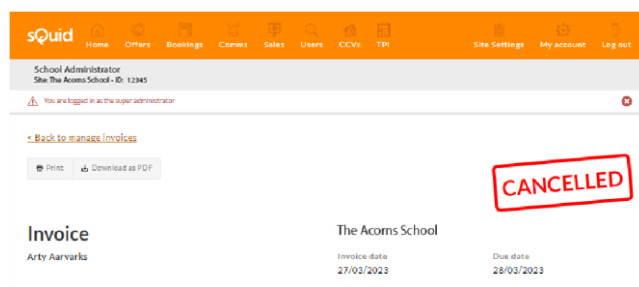 sQuid
Home Offers Bookings Comms Sales Users CCVs TPI Site Settings My account Log out
School Administrator
Site: The Acorns School - ID: 12345
You are logged in as the super administrator
< Back to manage invoices
Print Download as PDF
CANCELLED
Invoice The Acorns School
Arty Aarvarks Invoice date Due date
27/03/2023 28/03/2023